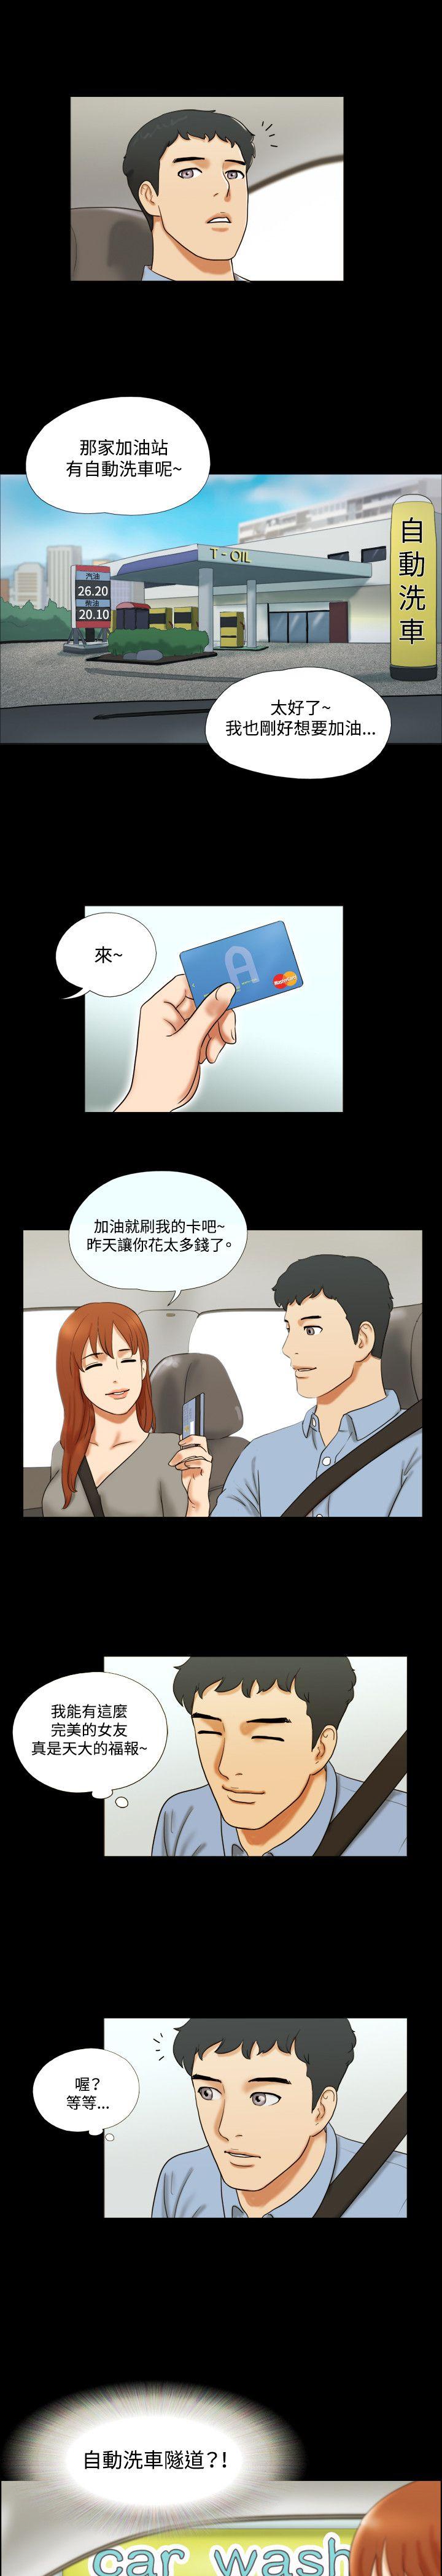 那家加油站
有自動洗車呢~
T-OIL
汽油
26.20
柴油
20.10
自動洗車
太好了~
我也剛好想要加油...
來~
A
加油就刷我的卡吧~
昨天讓你花太多錢了。
我能有這麼
完美的女友
真是天大的福報~
喔?
等等...
自動洗車隧道?!
car wash